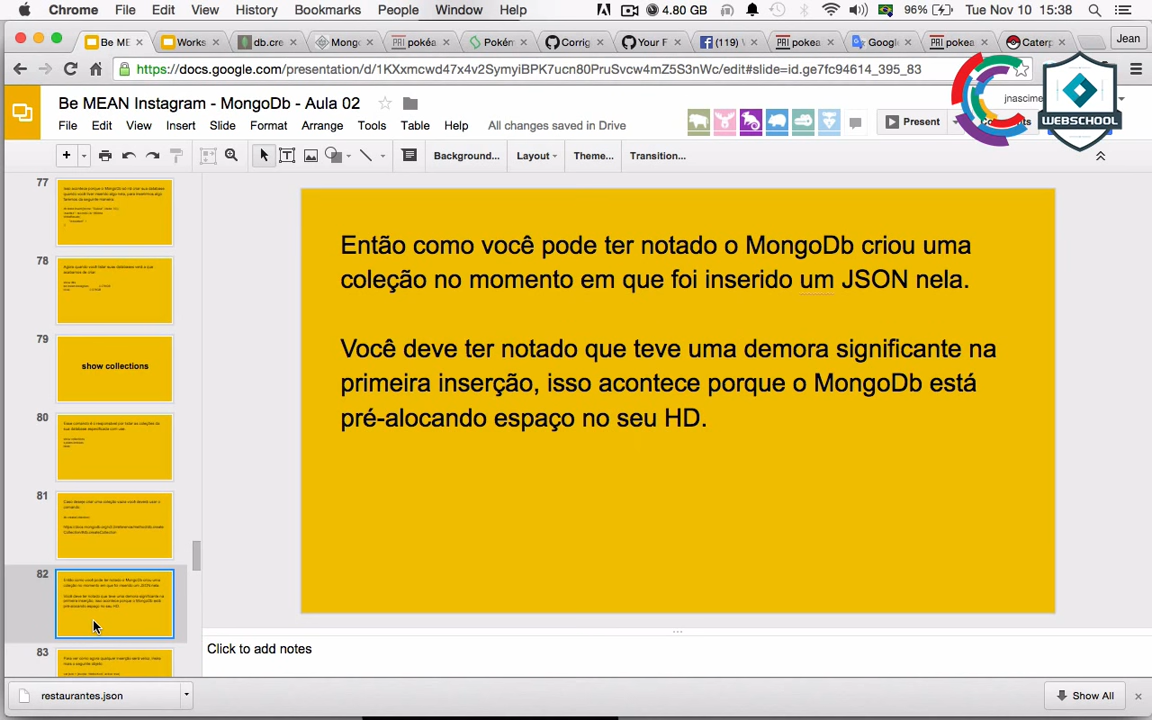 Chrome File Edit View History Bookmarks People Window Help 4.80 GB 96% Tue Nov 10 15:38
Be ME Works db.cre Mongo pokéa Pokém Corrig Your F (119) \ pokea Googl pokea Caterp Jean
https://docs.google.com/presentation/d/1KXxmcwd47x4v2SymyiBPK7ucn80PruSvcw4mZ5S3nWc/edit#slide=id.ge7fc94614_395_83
Be MEAN Instagram - MongoDb - Aula 02
jnascime
WEBSCHOOL
File Edit View Insert Slide Format Arrange Tools Table Help All changes saved in Drive
Present
Background... Layout Theme... Transition...
77
78
79
show collections
80
81
82
Então como você pode ter notado o MongoDb criou uma
coleção no momento em que foi inserido um JSON nela.
Você deve ter notado que teve uma demora significante na
primeira inserção, isso acontece porque o MongoDb está
pré-alocando espaço no seu HD.
83
Click to add notes
restaurantes.json
Show All